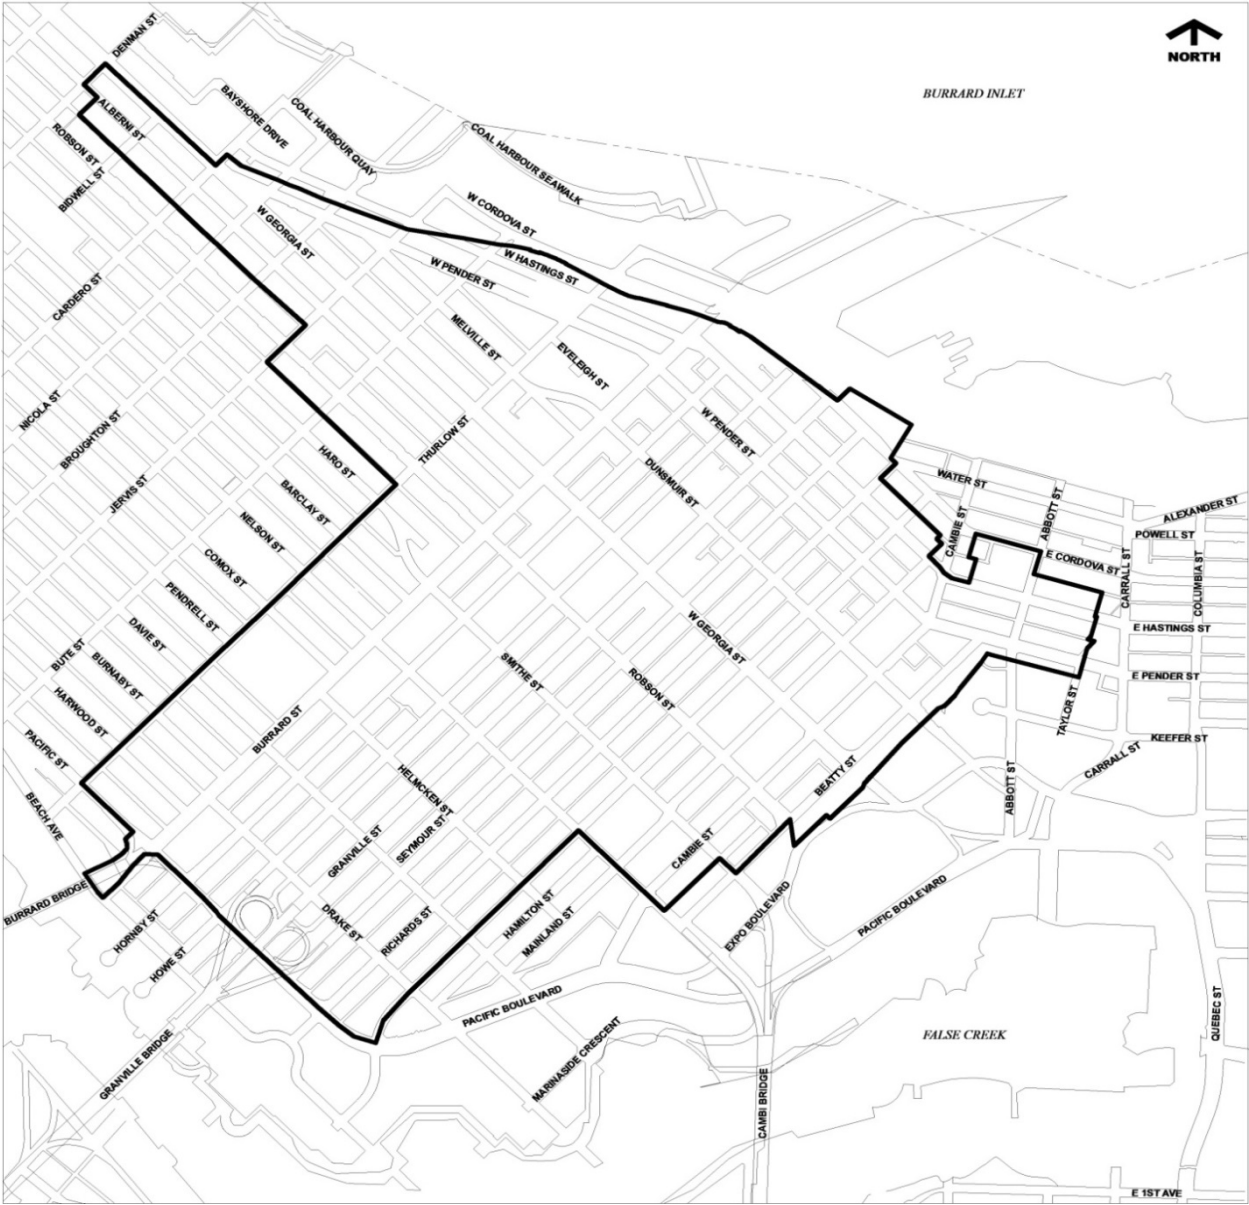 DENMAN ST
NORTH
BURRARD INLET
BAYSHORE DRIVE
COAL HARBOUR QUAY
ALBERNI ST
COAL HARBOUR SEAWALK
ROBSON ST
BIDWELL ST
W CORDOVA ST
W GEORGIA ST
W HASTINGS ST
W PENDER ST
CARDERO ST
MELVILLE ST
EVELEIGH ST
NICOLA ST
BROUGHTON ST
THURLOW ST
W PENDER ST
HARO ST
DUNSMUIR ST
WATER ST
JERVIS ST
BARCLAY ST
ABBOTT ST
ALEXANDER ST
NELSON ST
CAMBIE ST
POWELL ST
COMOX ST
E CORDOVA ST
CARRALL ST
COLUMBIA ST
PENDRELL ST
DAVIE ST
W GEORGIA ST
E HASTINGS ST
BUTE ST
BURNABY ST
SMITHE ST
ROBSON ST
E PENDER ST
HARWOOD ST
TAYLOR ST
BURRARD ST
PACIFIC ST
KEEFER ST
CARRALL ST
HELMCKEN ST
BEATTY ST
ABBOTT ST
BEACH AVE
SEYMOUR ST
GRANVILLE ST
CAMBIE ST
BURRARD BRIDGE
HORNBY ST
DRAKE ST
RICHARDS ST
HAMILTON ST
MAINLAND ST
EXPO BOULEVARD
PACIFIC BOULEVARD
HOWE ST
PACIFIC BOULEVARD
QUEBEC ST
FALSE CREEK
GRANVILLE BRIDGE
MARINASIDE CRESCENT
CAMBI BRIDGE
E 1ST AVE